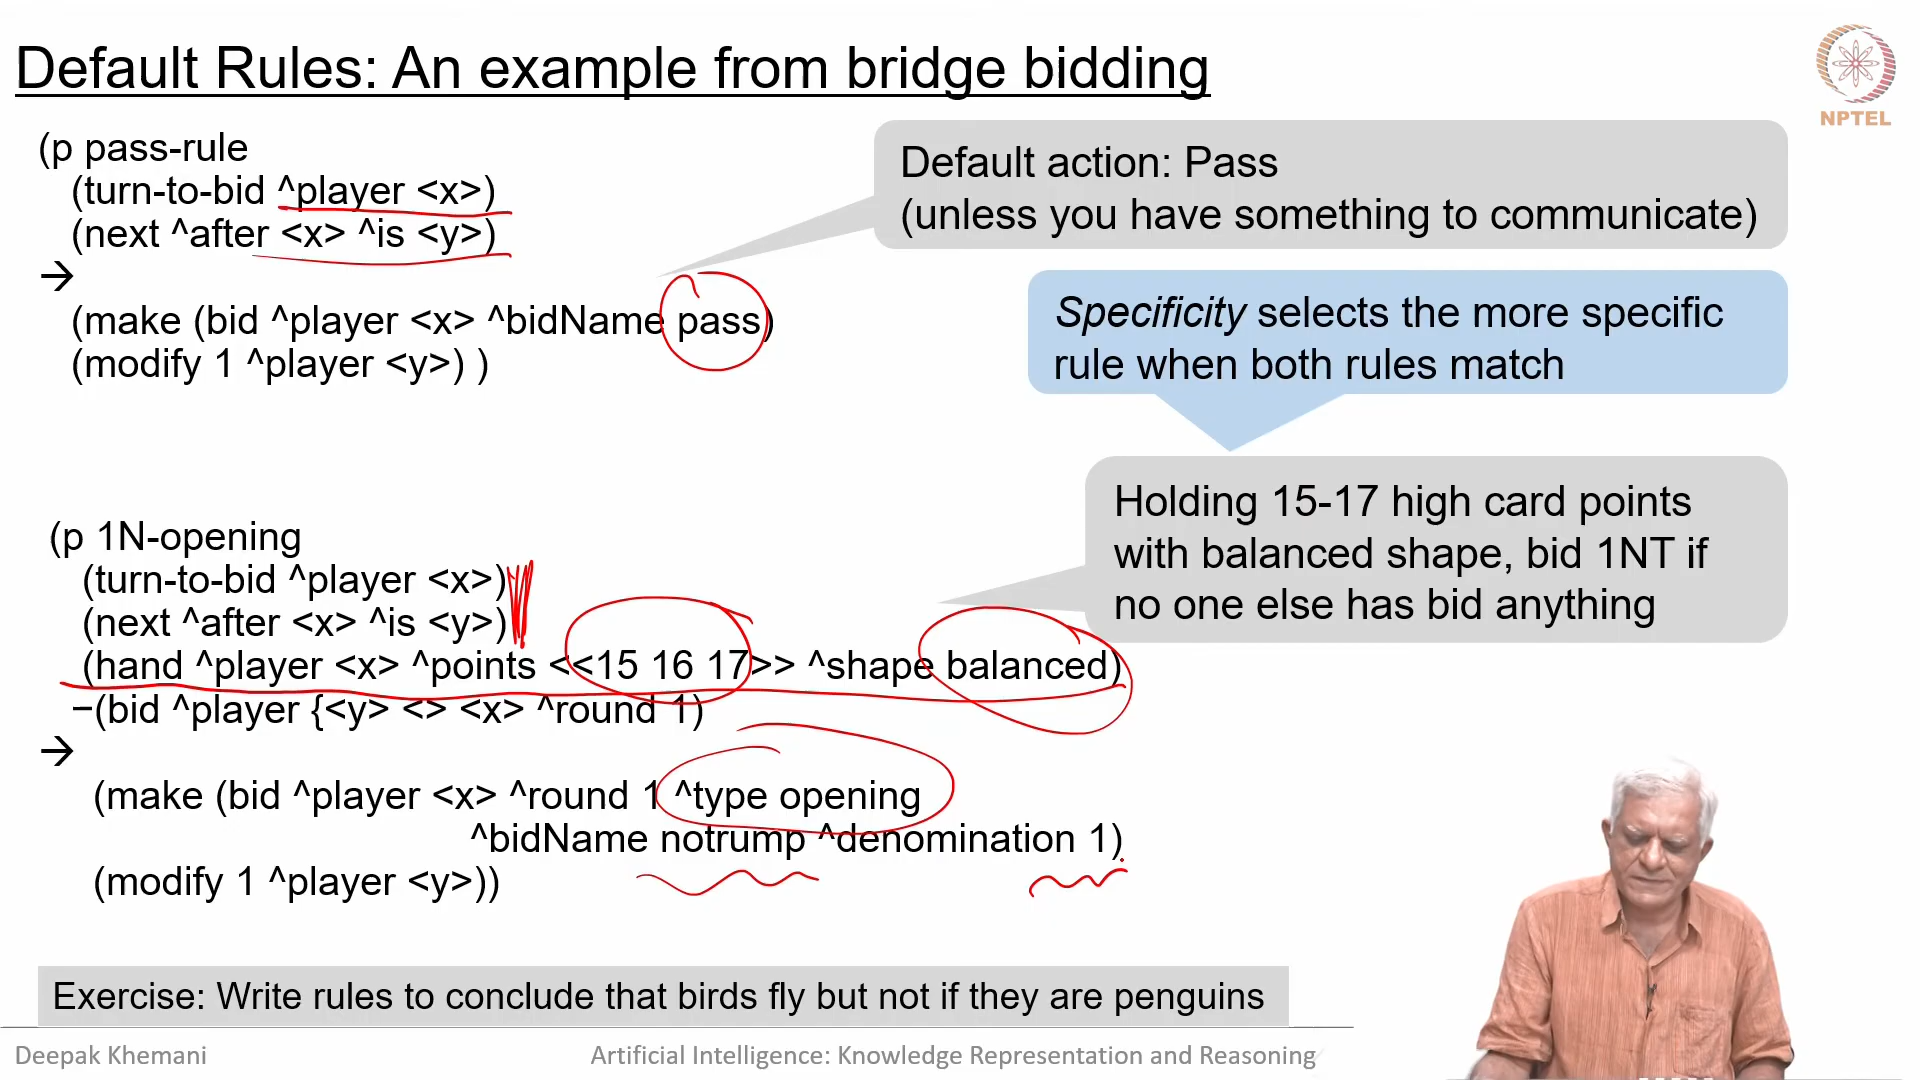 Default Rules: An example from bridge bidding
NPTEL
(p pass-rule
(turn-to-bid ^player <x>)
(next ^after <x> ^is <y>)
→
(make (bid ^player <x> ^bidName pass)
(modify 1 ^player <y>) )
Default action: Pass
(unless you have something to communicate)
Specificity selects the more specific
rule when both rules match
Holding 15-17 high card points
with balanced shape, bid 1NT if
no one else has bid anything
(p 1N-opening
(turn-to-bid ^player <x>)
(next ^after <x> ^is <y>)
(hand ^player <x> ^points <<15 16 17>> ^shape balanced)
−(bid ^player {<y> <> <x> ^round 1)
→
(make (bid ^player <x> ^round 1 ^type opening
^bidName notrump ^denomination 1)
(modify 1 ^player <y>))
Exercise: Write rules to conclude that birds fly but not if they are penguins
Deepak Khemani
Artificial Intelligence: Knowledge Representation and Reasoning